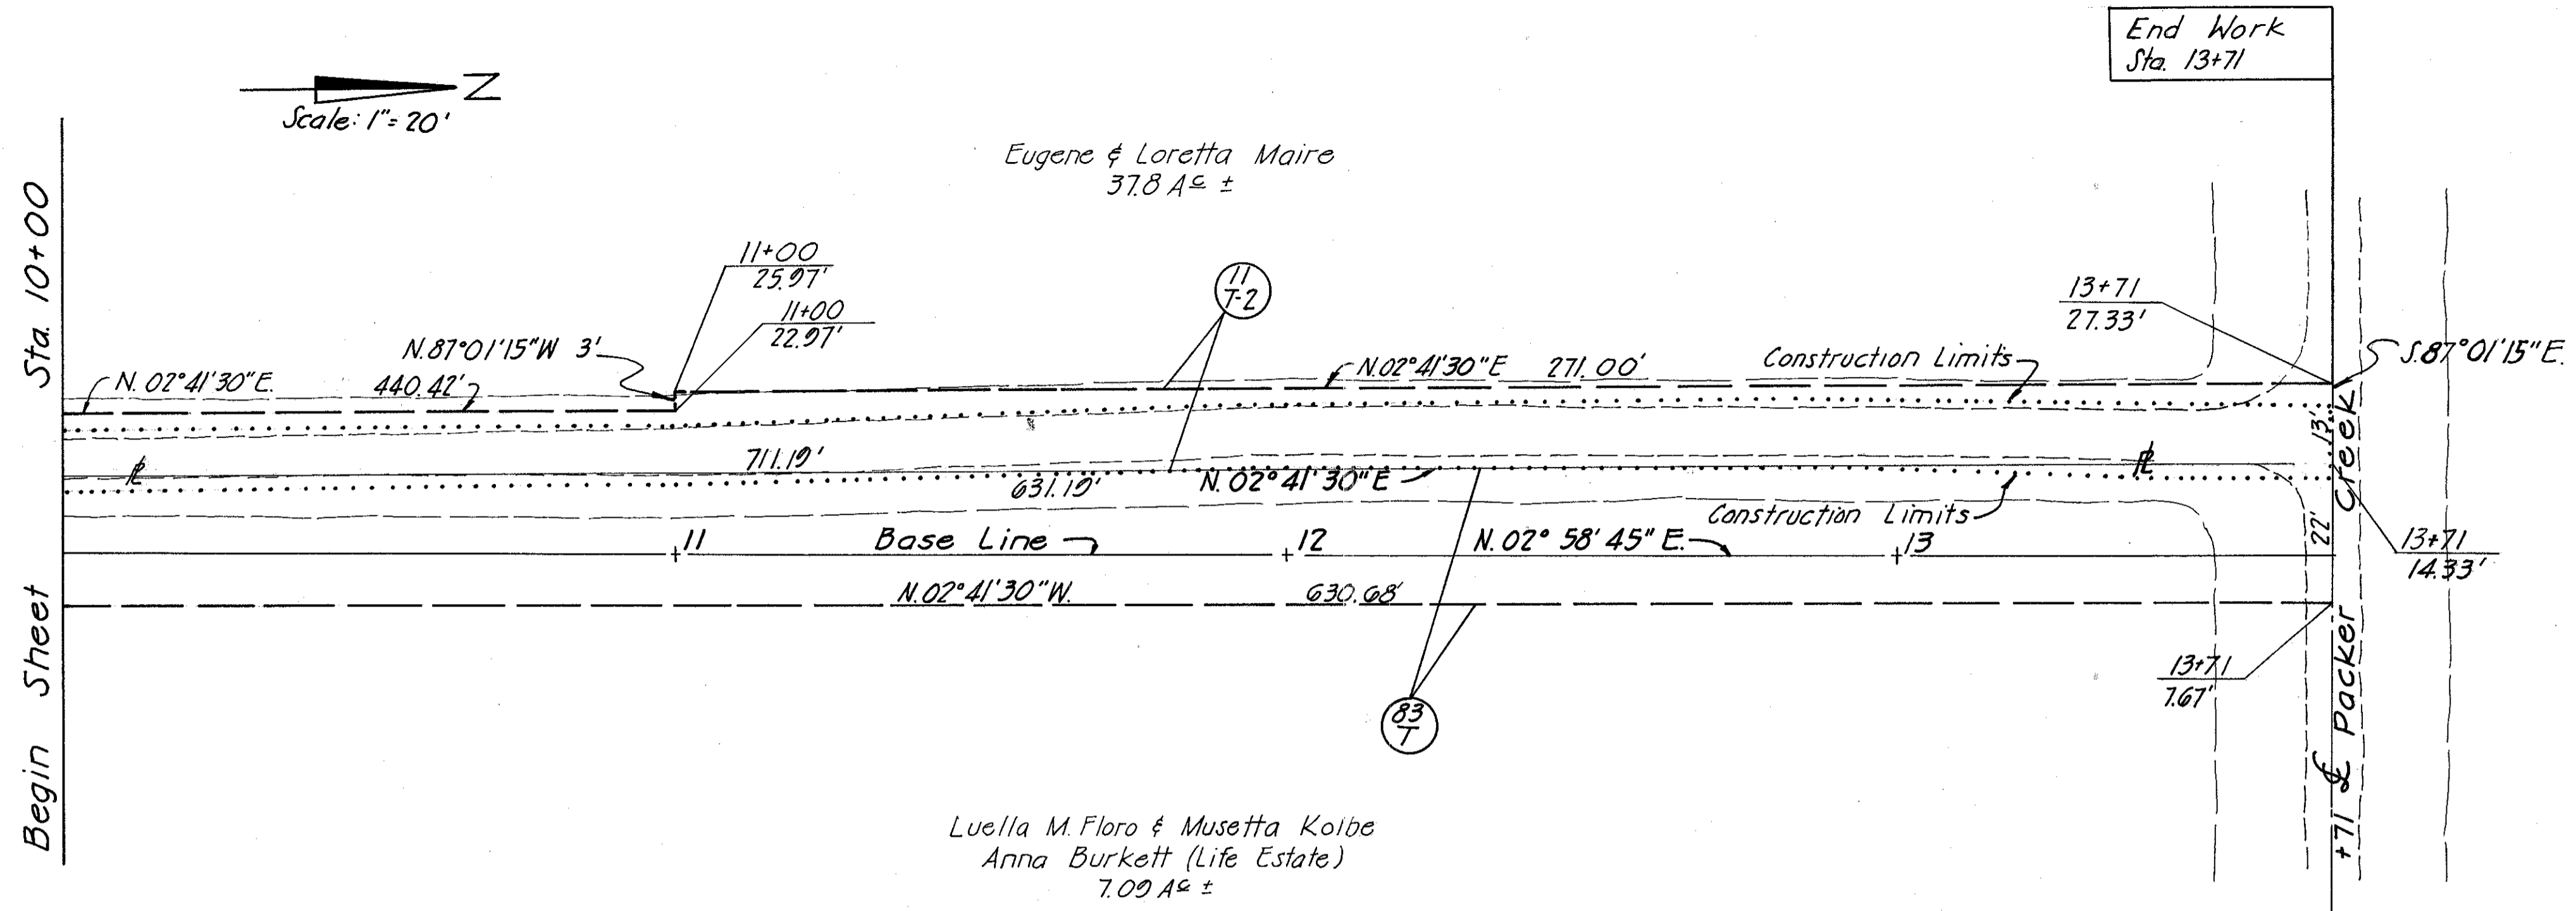 End Work
Sta. 13+71
N
Scale: 1"= 20'
Eugene & Loretta Maire
37.8 Ac ±
Sta. 10+00
Begin Sheet
11+00
25.97'
11+00
22.97'
11
T-2
13+71
27.33'
N.87°01'15"W 3'
S.87°01'15"E.
N. 02°41'30"E. 440.42'
N.02°41'30"E 271.00'
Construction Limits
13'
℄ 711.19'
631.19'
N. 02°41'30"E
Construction Limits
22'
11 Base Line 12 N. 02° 58' 45" E. 13
13+71
14.33'
N.02°41'30"W. 630.68'
13+71
7.67'
83
T
+71 ℄ Packer Creek
Luella M. Floro & Musetta Kolbe
Anna Burkett (Life Estate)
7.09 Ac ±